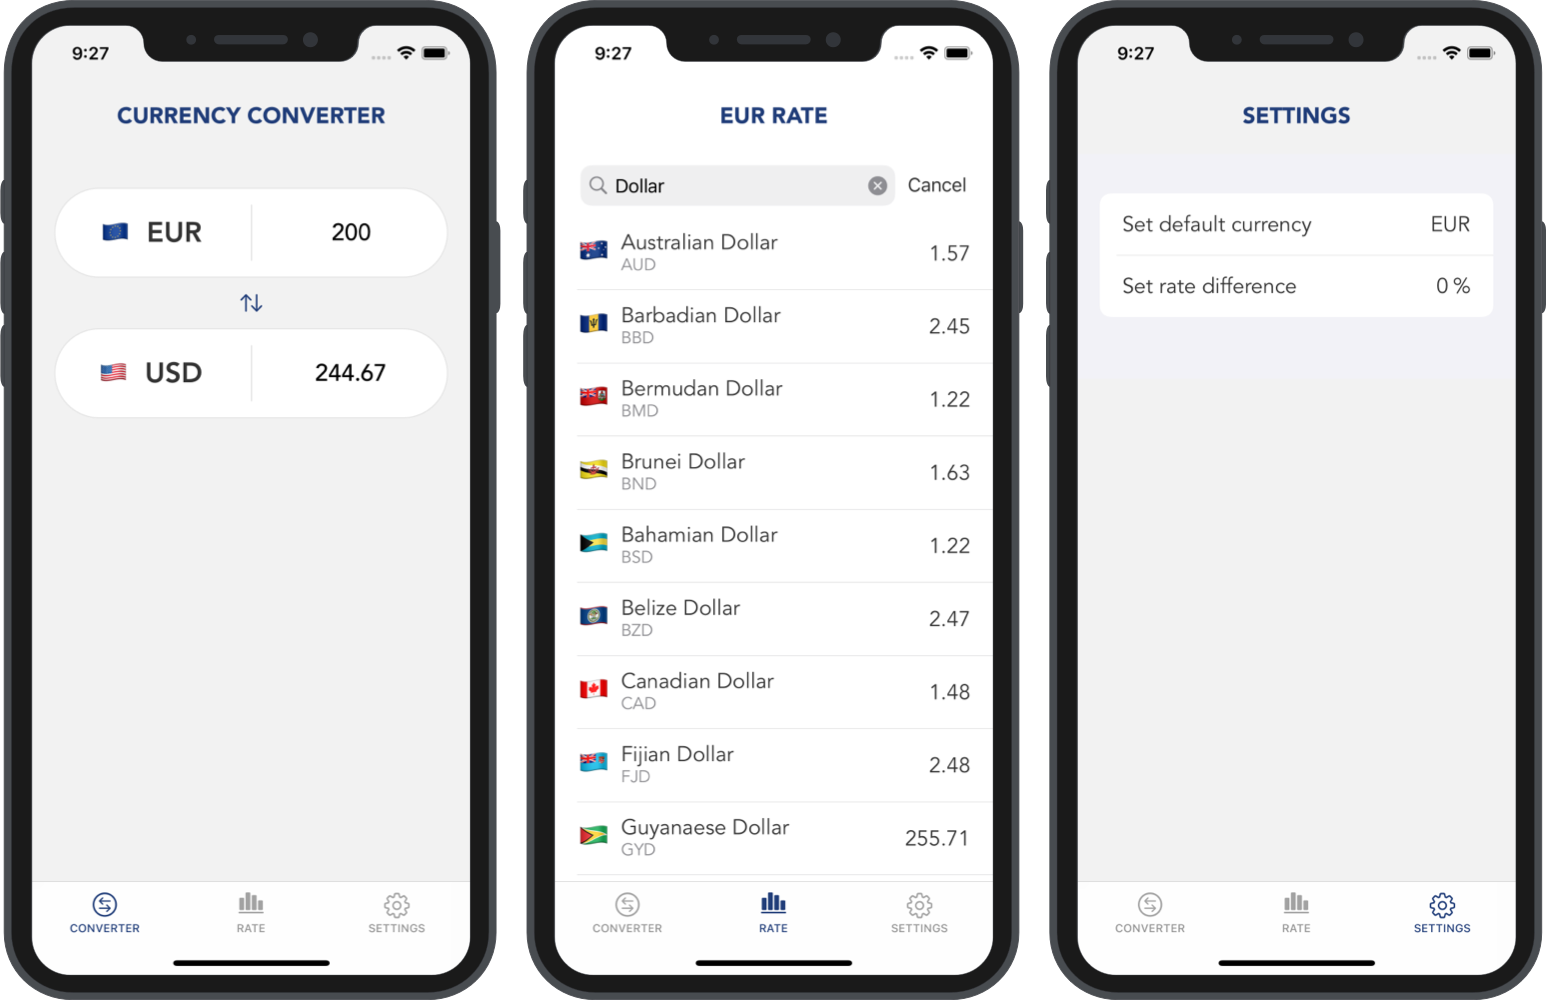 9:27
CURRENCY CONVERTER
EUR 200
USD 244.67
CONVERTER RATE SETTINGS
9:27
EUR RATE
Dollar Cancel
Australian Dollar
AUD 1.57
Barbadian Dollar
BBD 2.45
Bermudan Dollar
BMD 1.22
Brunei Dollar
BND 1.63
Bahamian Dollar
BSD 1.22
Belize Dollar
BZD 2.47
Canadian Dollar
CAD 1.48
Fijian Dollar
FJD 2.48
Guyanaese Dollar
GYD 255.71
CONVERTER RATE SETTINGS
9:27
SETTINGS
Set default currency EUR
Set rate difference 0 %
CONVERTER RATE SETTINGS